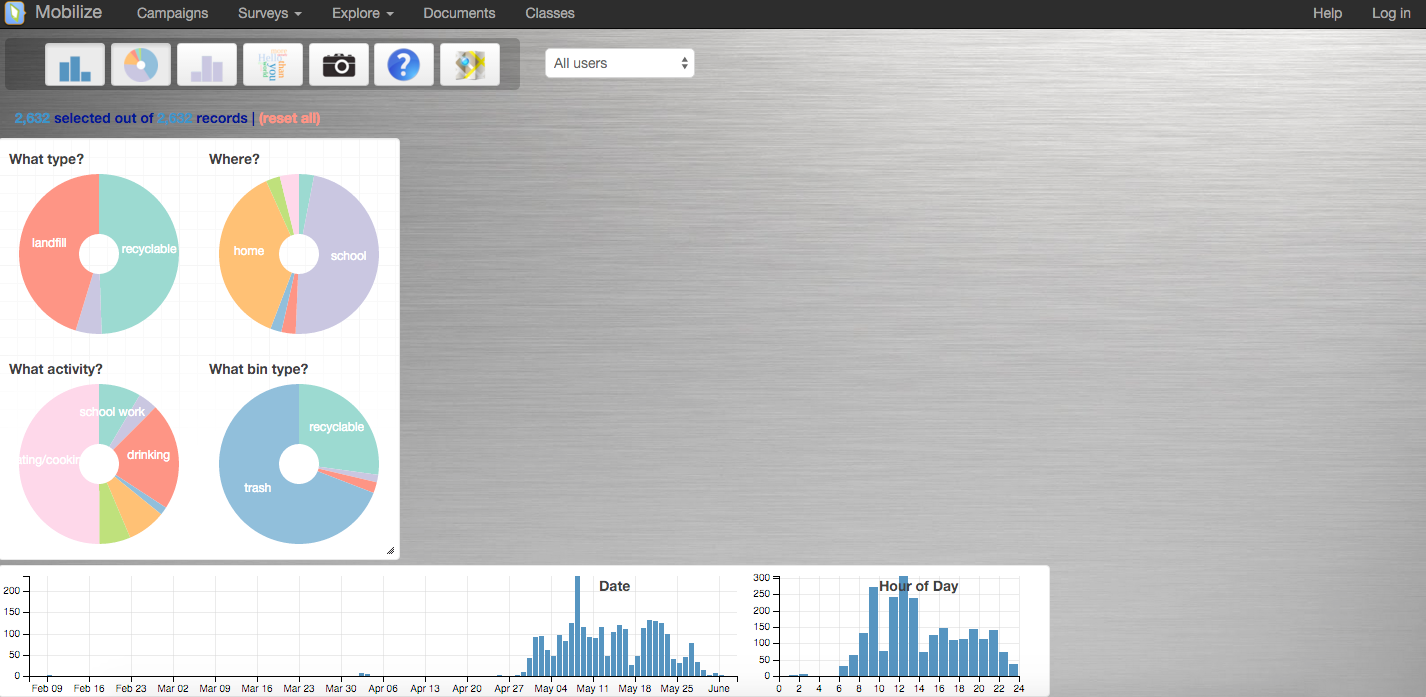 Mobilize Campaigns Surveys Explore Documents Classes Help Log in
All users
2,632 selected out of 2,632 records | (reset all)
What type? Where?
landfill recyclable home school
What activity? What bin type?
school work recyclable
drinking
ating/cookin
trash
Date Hour of Day
200
150
100
50
0
Feb 09 Feb 16 Feb 23 Mar 02 Mar 09 Mar 16 Mar 23 Mar 30 Apr 06 Apr 13 Apr 20 Apr 27 May 04 May 11 May 18 May 25 June
300
250
200
150
100
50
0
0 2 4 6 8 10 12 14 16 18 20 22 24